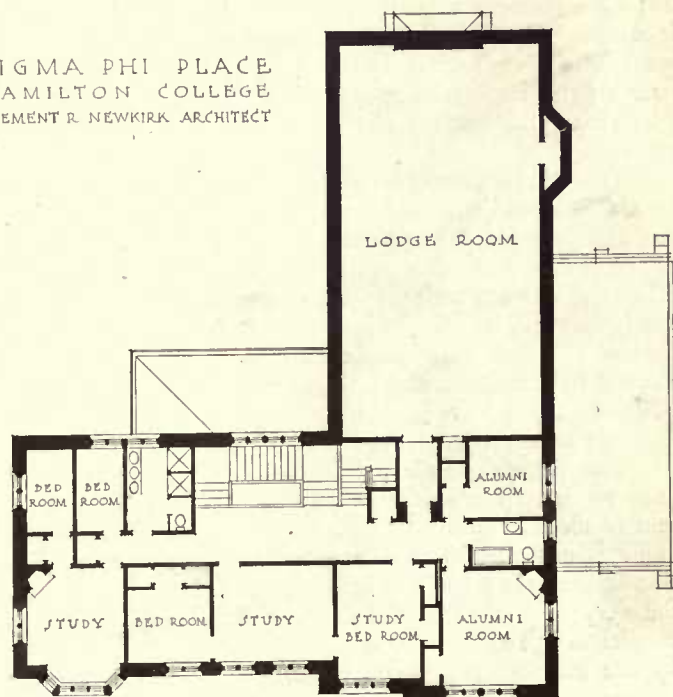 IGMA PHI PLACE
AMILTON COLLEGE
EMENT R NEWKIRK ARCHITECT
LODGE ROOM
ALUMNI
ROOM
BED
ROOM
BED
ROOM
STUDY
BED ROOM
STUDY
STUDY
BED ROOM
ALUMNI
ROOM